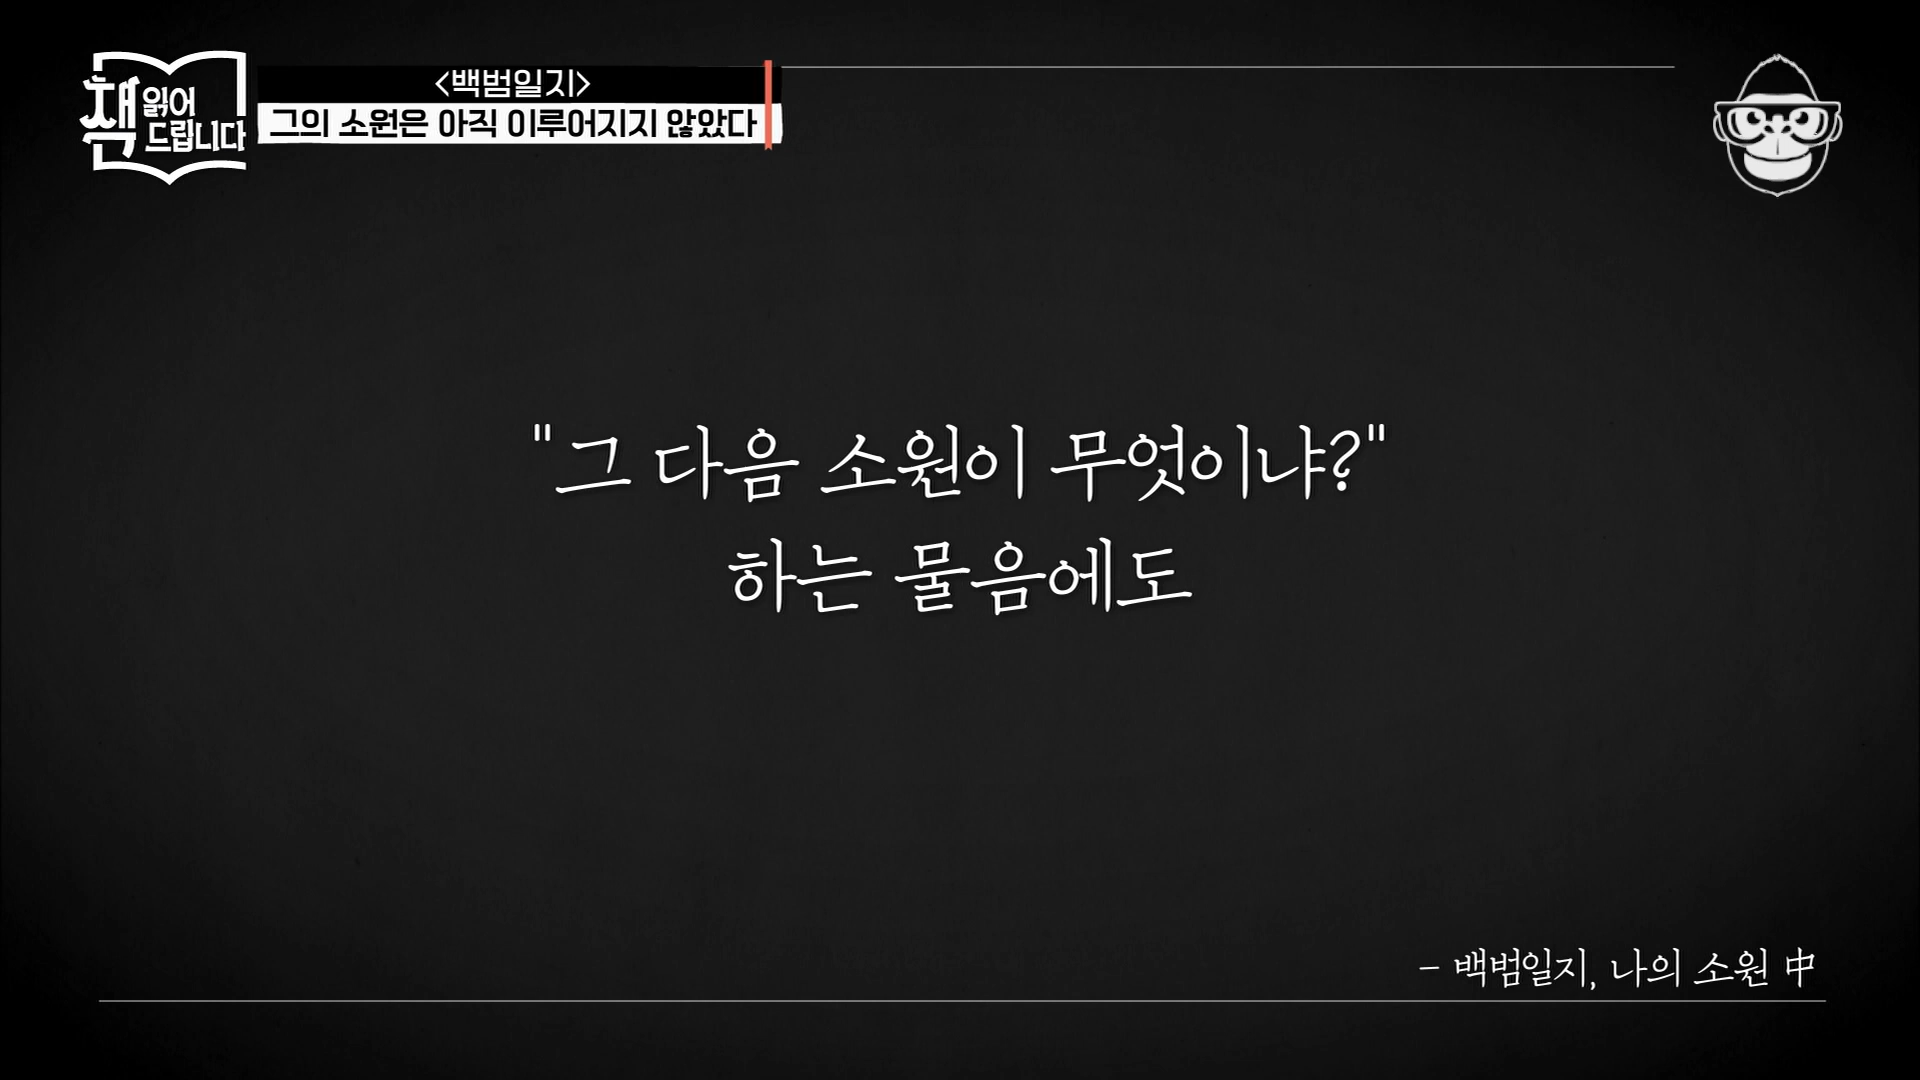 책 읽어
드립니다
<백범일지>
그의 소원은 아직 이루어지지 않았다
"그 다음 소원이 무엇이냐?"
하는 물음에도
- 백범일지, 나의 소원 中